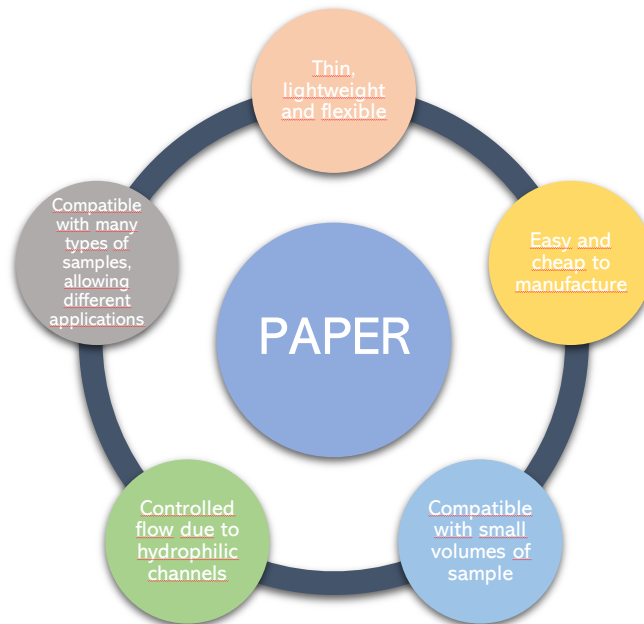 Thin,
lightweight
and flexible
Easy and
cheap to
manufacture
Compatible
with small
volumes of
sample
Controlled
flow due to
hydrophilic
channels
Compatible
with many
types of
samples,
allowing
different
applications
PAPER